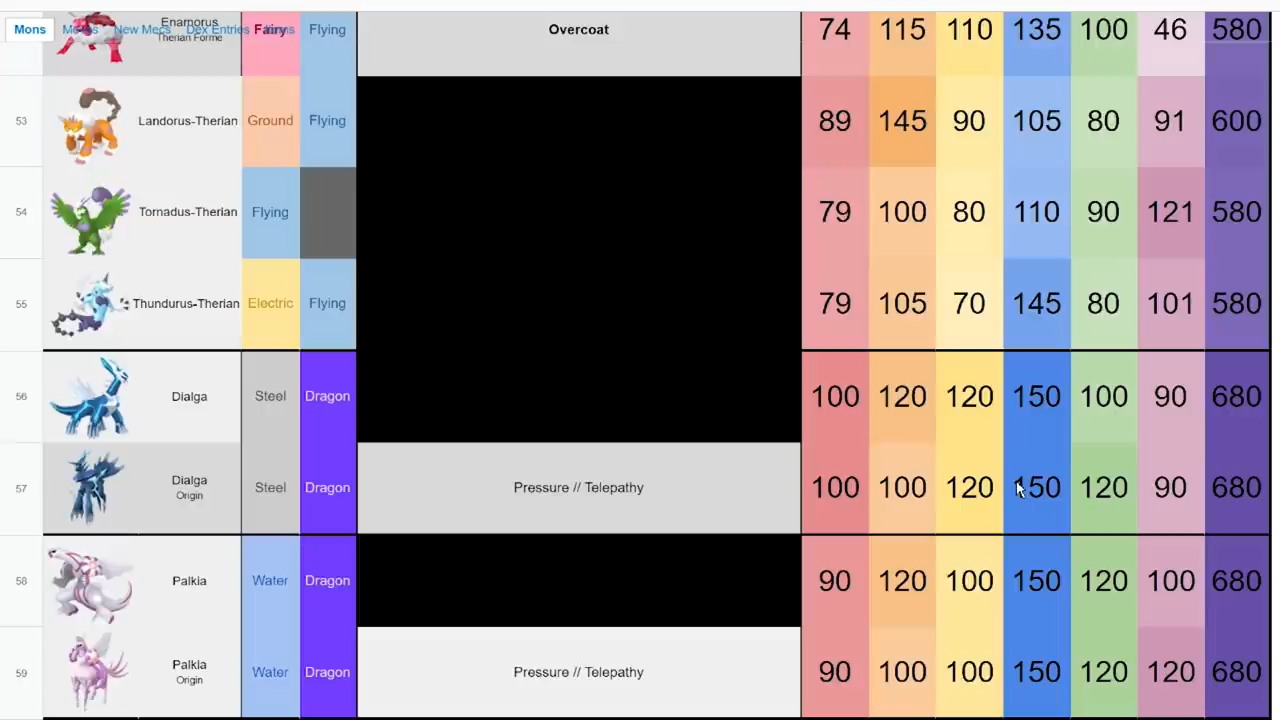 Enamorus
Therian Forme
Fairy Flying Overcoat 74 115 110 135 100 46 580
Mons Moves New Mecs Dex Entries Items
53 Landorus-Therian Ground Flying 89 145 90 105 80 91 600
54 Tornadus-Therian Flying 79 100 80 110 90 121 580
55 Thundurus-Therian Electric Flying 79 105 70 145 80 101 580
56 Dialga Steel Dragon 100 120 120 150 100 90 680
57 Dialga
Origin
Steel Dragon Pressure // Telepathy 100 100 120 150 120 90 680
58 Palkia Water Dragon 90 120 100 150 120 100 680
59 Palkia
Origin
Water Dragon Pressure // Telepathy 90 100 100 150 120 120 680